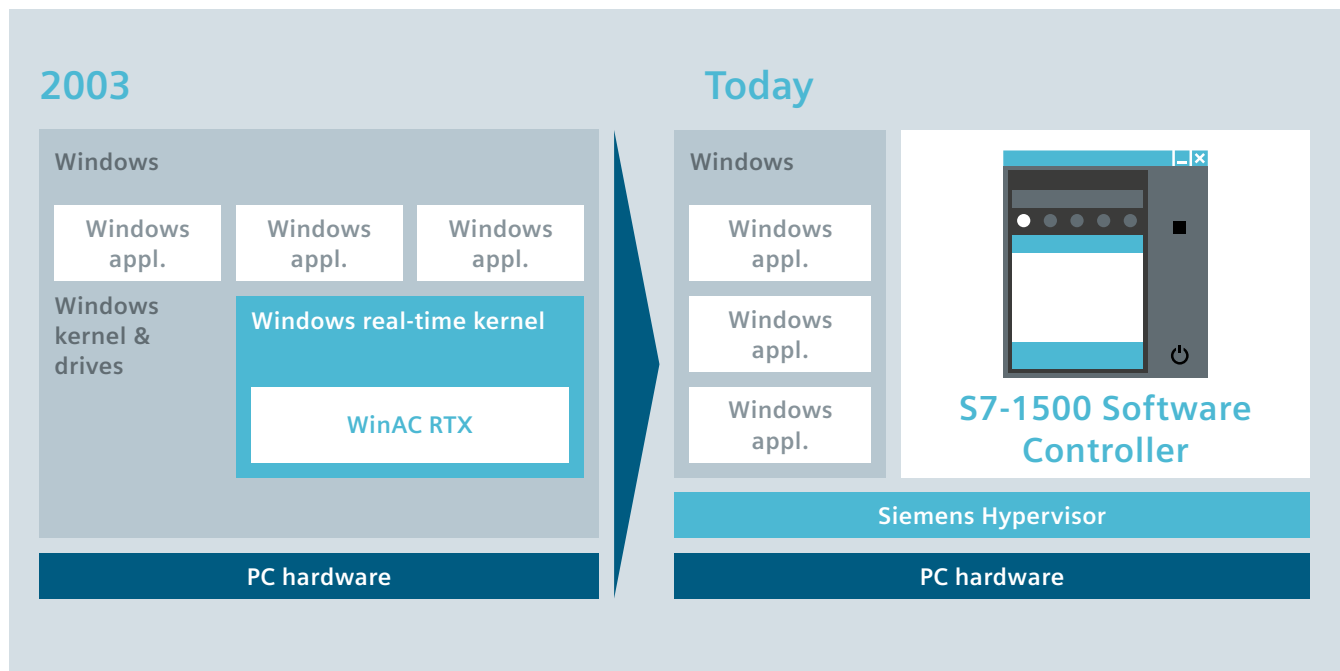 2003
Windows
Windows
appl.
Windows
appl.
Windows
appl.
Windows
kernel &
drives
Windows real-time kernel
WinAC RTX
PC hardware
Today
Windows
Windows
appl.
Windows
appl.
Windows
appl.
S7-1500 Software
Controller
Siemens Hypervisor
PC hardware